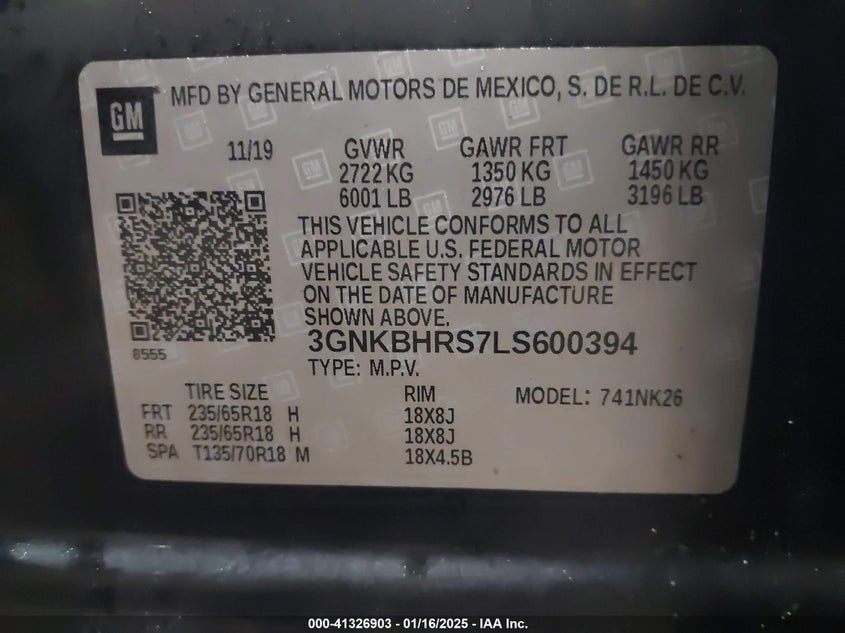 GM
MFD BY GENERAL MOTORS DE MEXICO, S. DE R.L. DE C.V.
11/19 GVWR GAWR FRT GAWR RR
2722 KG 1350 KG 1450 KG
6001 LB 2976 LB 3196 LB
THIS VEHICLE CONFORMS TO ALL
APPLICABLE U.S. FEDERAL MOTOR
VEHICLE SAFETY STANDARDS IN EFFECT
ON THE DATE OF MANUFACTURE
SHOWN ABOVE.
3GNKBHRS7LS600394
8555
TYPE: M.P.V.
TIRE SIZE RIM MODEL: 741NK26
FRT 235/65R18 H 18X8J
RR 235/65R18 H 18X8J
SPA T135/70R18 M 18X4.5B
000-41326903 - 01/16/2025 - IAA Inc.